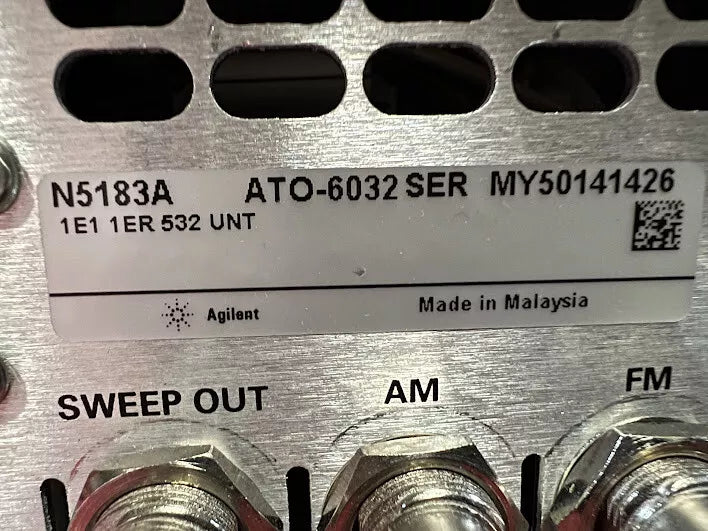 N5183A ATO-6032 SER MY50141426
1E1 1ER 532 UNT
Agilent Made in Malaysia
SWEEP OUT AM FM